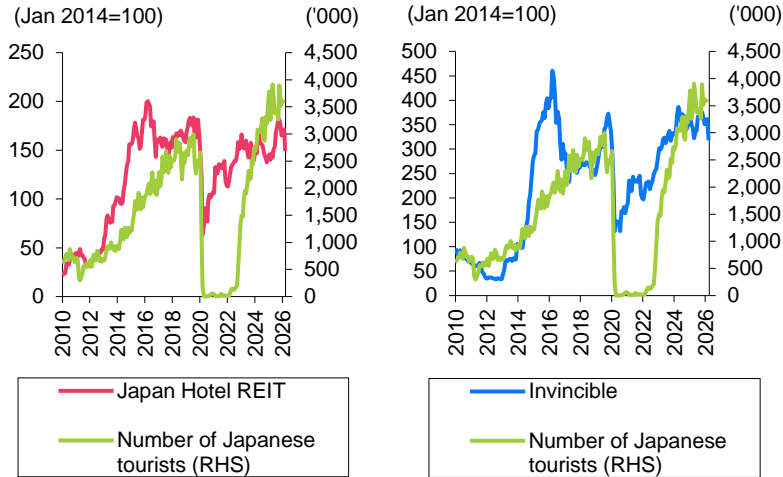 (Jan 2014=100) ('000)
250 4,500
4,000
200 3,500
3,000
150 2,500
2,000
100 1,500
50 1,000
500
0 0
2010 2012 2014 2016 2018 2020 2022 2024 2026
Japan Hotel REIT
Number of Japanese
tourists (RHS)
(Jan 2014=100) ('000)
500 4,500
450 4,000
400 3,500
350 3,000
300 2,500
250
200 2,000
150 1,500
100 1,000
50 500
0 0
2010 2012 2014 2016 2018 2020 2022 2024 2026
Invincible
Number of Japanese
tourists (RHS)